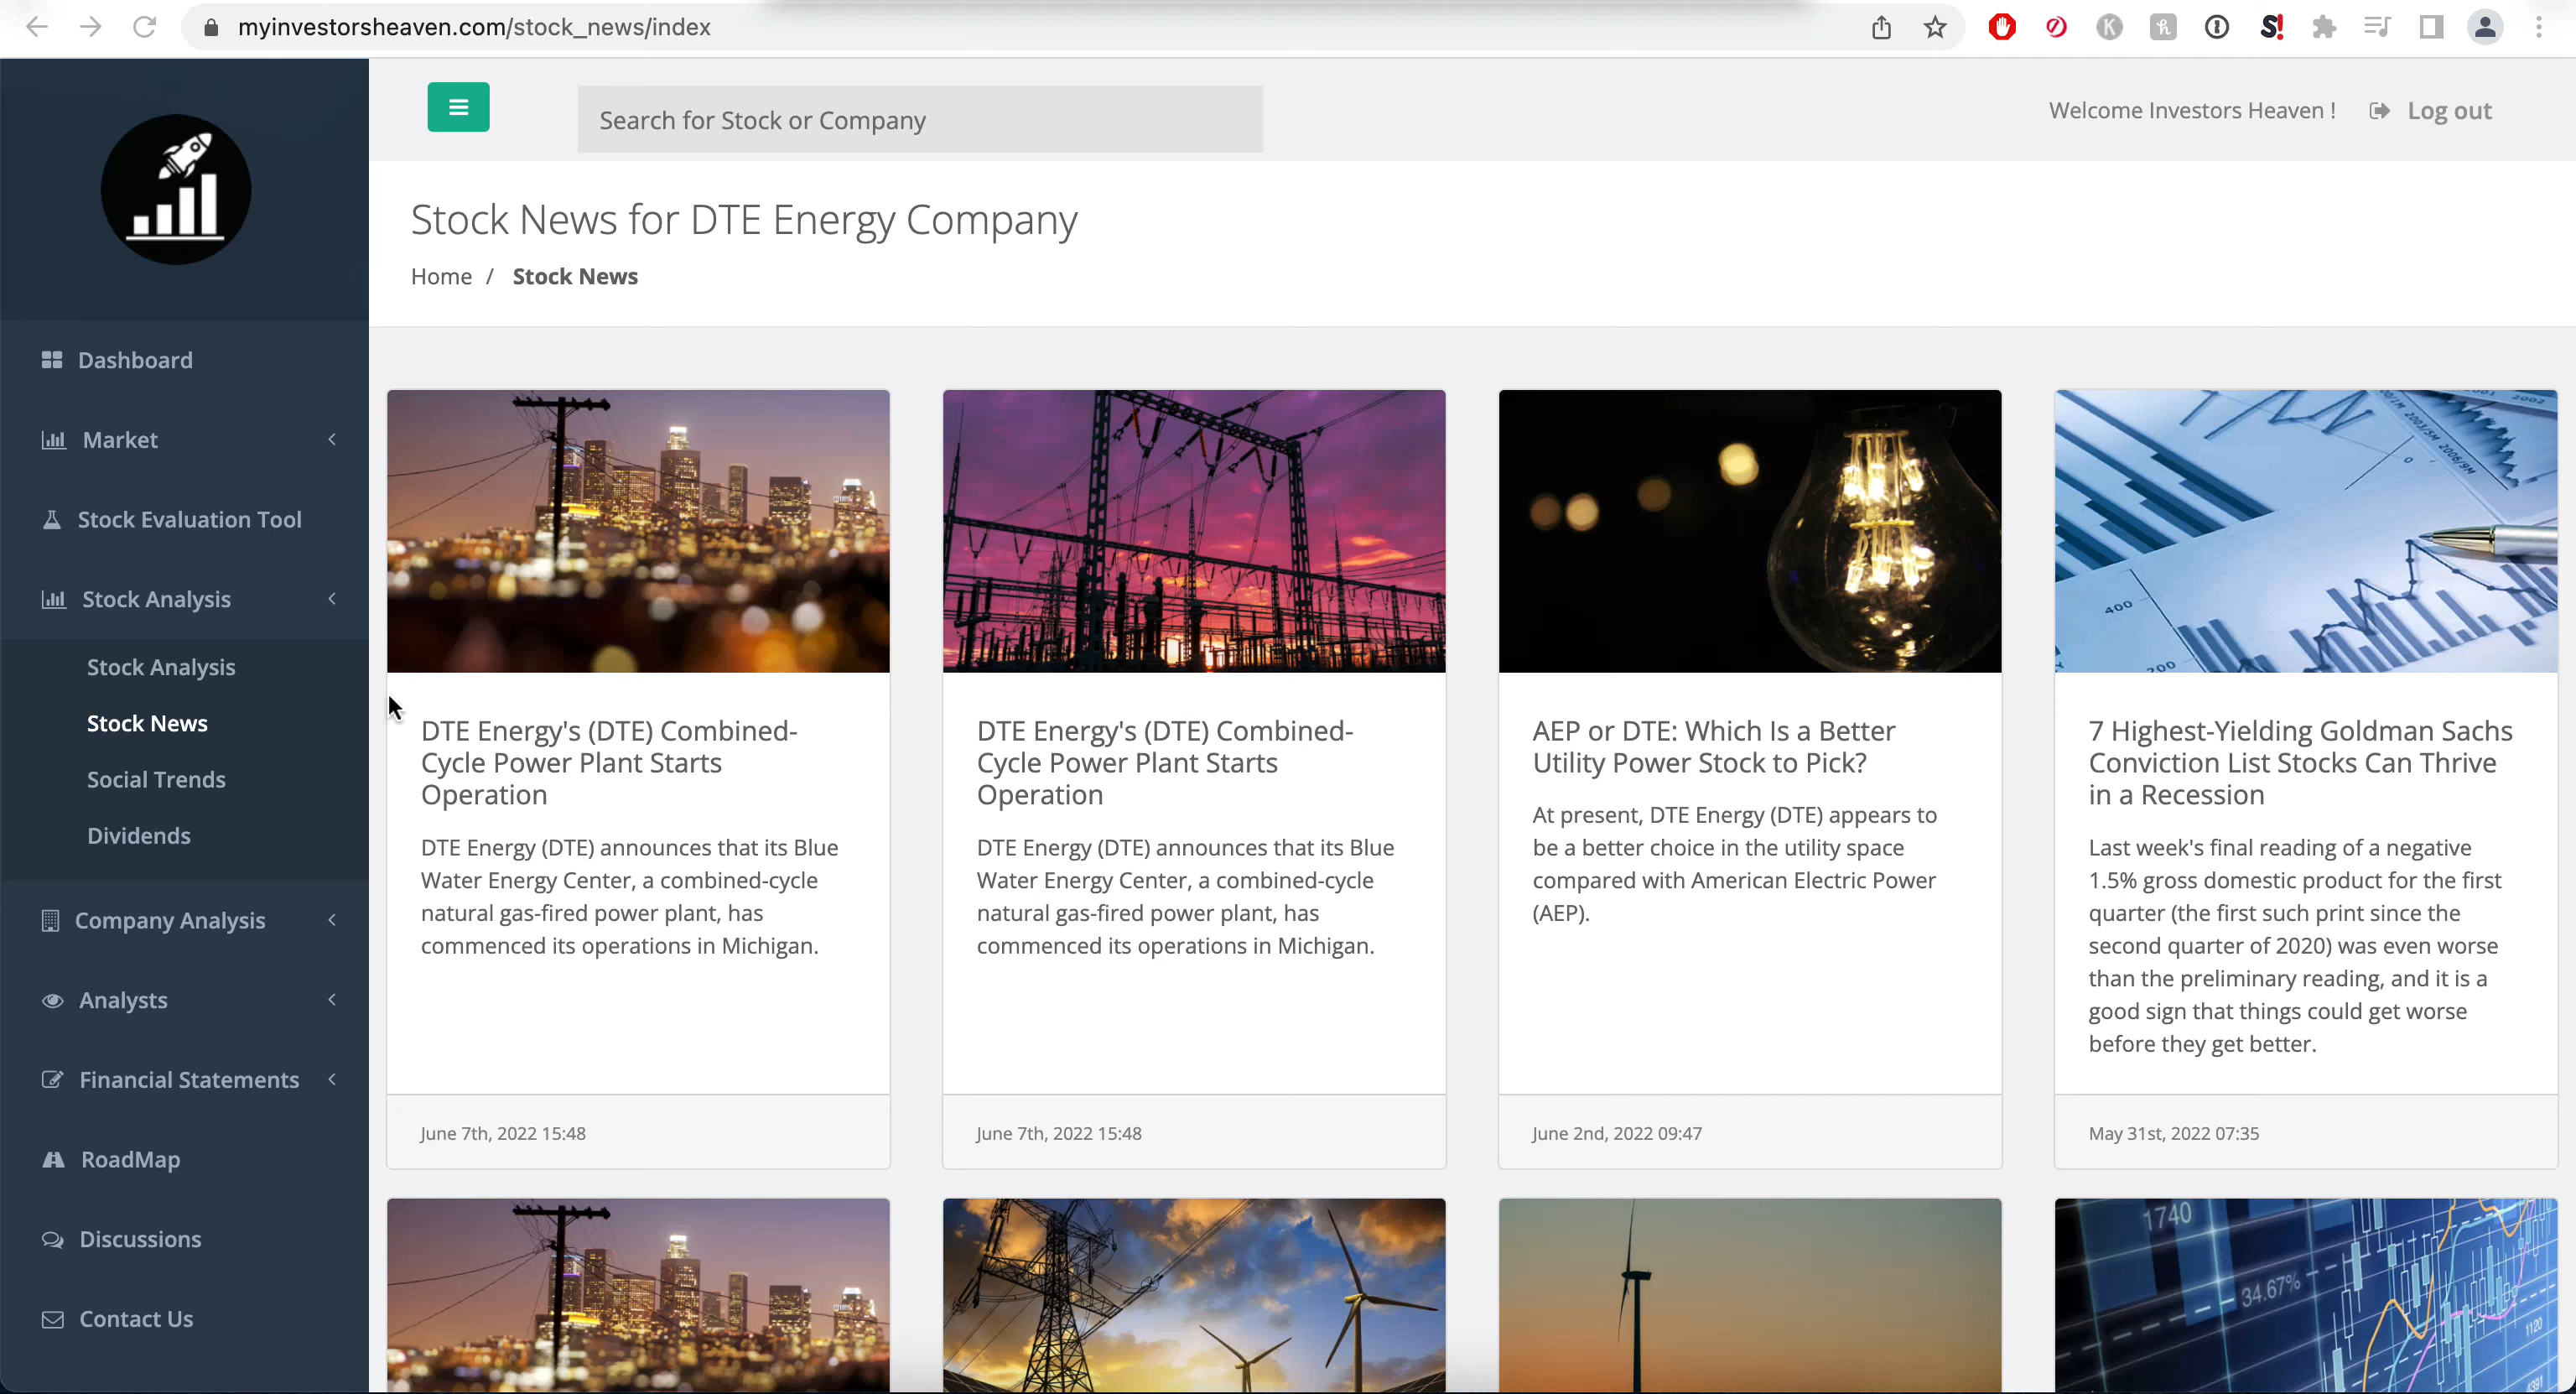 myinvestorsheaven.com/stock_news/index
Search for Stock or Company
Welcome Investors Heaven !
Log out
Stock News for DTE Energy Company
Home / Stock News
Dashboard
Market
Stock Evaluation Tool
Stock Analysis
Stock Analysis
Stock News
Social Trends
Dividends
Company Analysis
Analysts
Financial Statements
RoadMap
Discussions
Contact Us
DTE Energy's (DTE) Combined-
Cycle Power Plant Starts
Operation
DTE Energy (DTE) announces that its Blue
Water Energy Center, a combined-cycle
natural gas-fired power plant, has
commenced its operations in Michigan.
June 7th, 2022 15:48
DTE Energy's (DTE) Combined-
Cycle Power Plant Starts
Operation
DTE Energy (DTE) announces that its Blue
Water Energy Center, a combined-cycle
natural gas-fired power plant, has
commenced its operations in Michigan.
June 7th, 2022 15:48
AEP or DTE: Which Is a Better
Utility Power Stock to Pick?
At present, DTE Energy (DTE) appears to
be a better choice in the utility space
compared with American Electric Power
(AEP).
June 2nd, 2022 09:47
2002
400
200
0
7 Highest-Yielding Goldman Sachs
Conviction List Stocks Can Thrive
in a Recession
Last week's final reading of a negative
1.5% gross domestic product for the first
quarter (the first such print since the
second quarter of 2020) was even worse
than the preliminary reading, and it is a
good sign that things could get worse
before they get better.
May 31st, 2022 07:35
1740
34.67%
1120